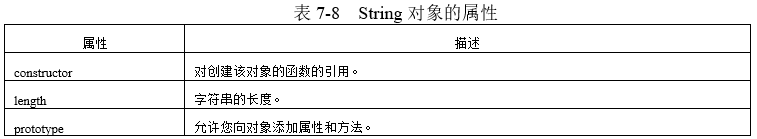 表 7-8 String 对象的属性
属性 描述
constructor 对创建该对象的函数的引用。
length 字符串的长度。
prototype 允许您向对象添加属性和方法。